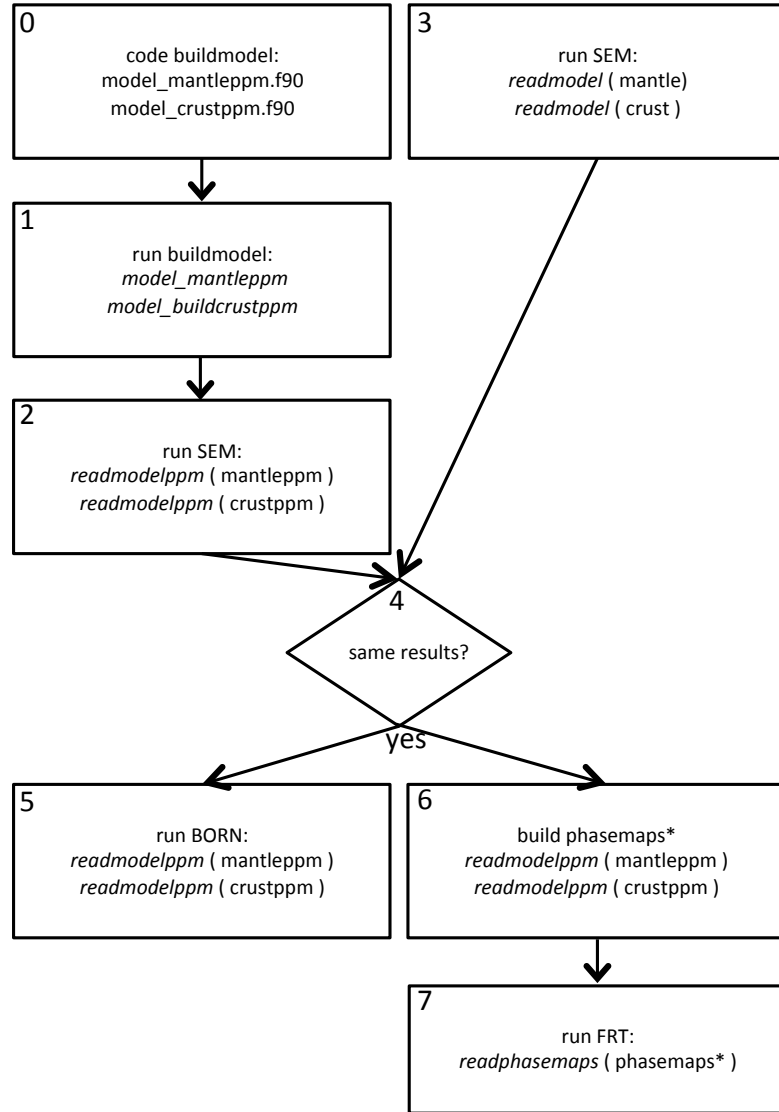 0
code buildmodel:
model_mantleppm.f90
model_crustppm.f90
3
run SEM:
readmodel ( mantle)
readmodel ( crust )
1
run buildmodel:
model_mantleppm
model_buildcrustppm
2
run SEM:
readmodelppm ( mantleppm )
readmodelppm ( crustppm )
4
same results?
yes
5
run BORN:
readmodelppm ( mantleppm )
readmodelppm ( crustppm )
6
build phasemaps*
readmodelppm ( mantleppm )
readmodelppm ( crustppm )
7
run FRT:
readphasemaps ( phasemaps* )